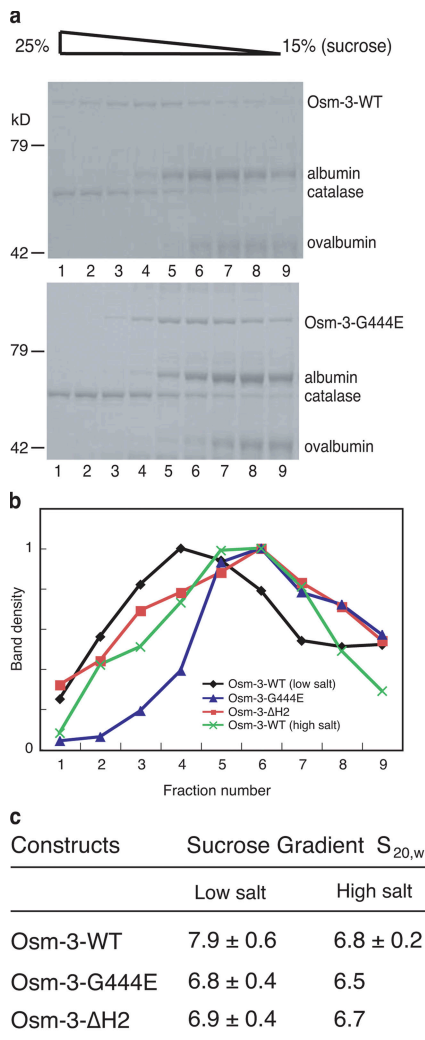 a
25% 15% (sucrose)
kD
Osm-3-WT
79
albumin
catalase
ovalbumin
42
1 2 3 4 5 6 7 8 9
Osm-3-G444E
79
albumin
catalase
ovalbumin
42
1 2 3 4 5 6 7 8 9
b
1
Band density
Osm-3-WT (low salt)
Osm-3-G444E
Osm-3-ΔH2
Osm-3-WT (high salt)
0
1 2 3 4 5 6 7 8 9
Fraction number
c
Constructs Sucrose Gradient S20,w
Low salt High salt
Osm-3-WT 7.9 ± 0.6 6.8 ± 0.2
Osm-3-G444E 6.8 ± 0.4 6.5
Osm-3-ΔH2 6.9 ± 0.4 6.7